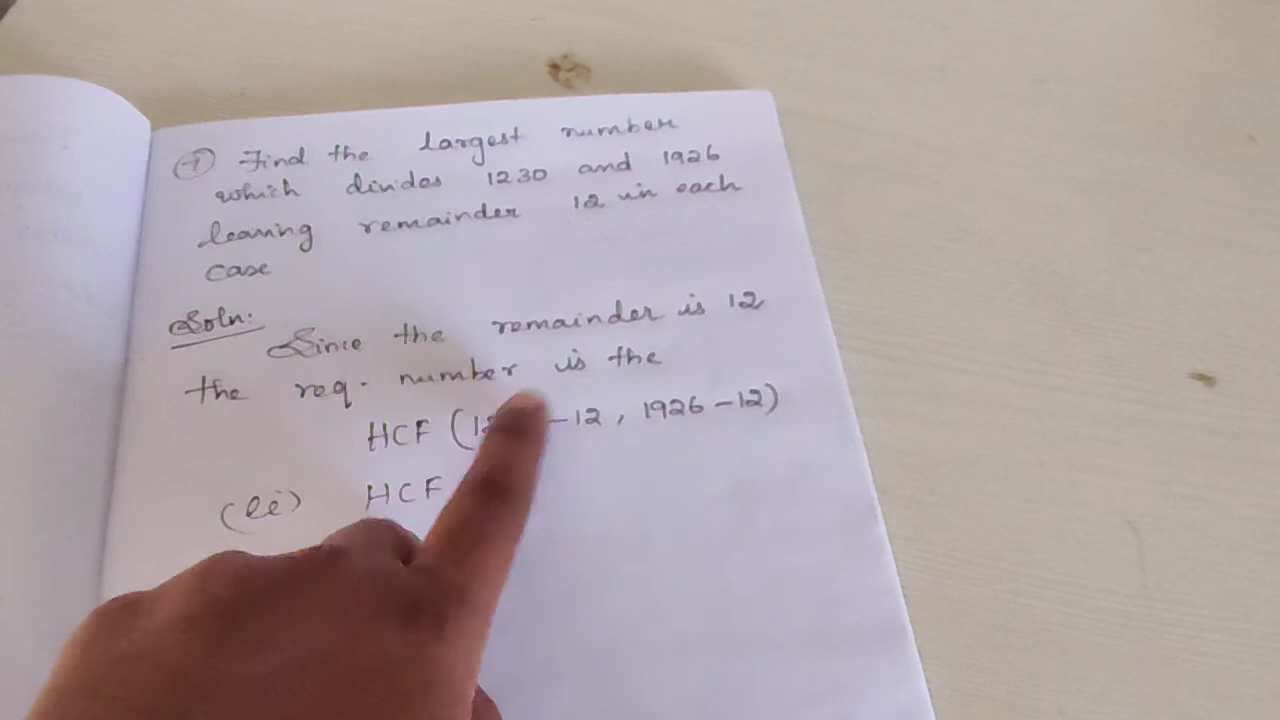 7 Find the largest number
which divides 1230 and 1926
leaving remainder 12 in each
case
Soln:
Since the remainder is 12
the req. number is the
HCF ( -12, 1926-12)
(ie) HCF